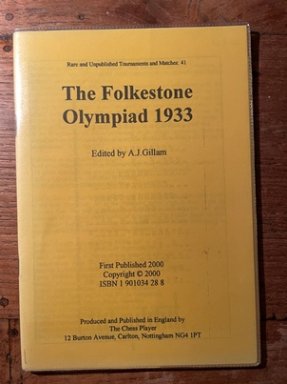 Rare and Unpublished Tournaments and Matches. 41
The Folkestone
Olympiad 1933
Edited by A.J.Gillam
First Published 2000
Copyright © 2000
ISBN 1 901034 28 8
Produced and Published in England by
The Chess Player
12 Burton Avenue, Carlton, Nottingham NG4 1PT